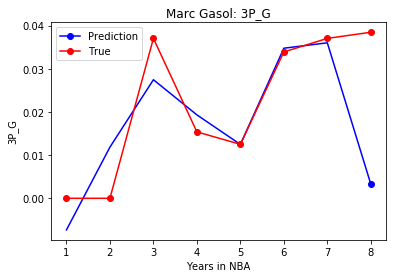 Marc Gasol: 3P_G
Prediction
True
0.04
0.03
0.02
0.01
0.00
3P_G
1 2 3 4 5 6 7 8
Years in NBA